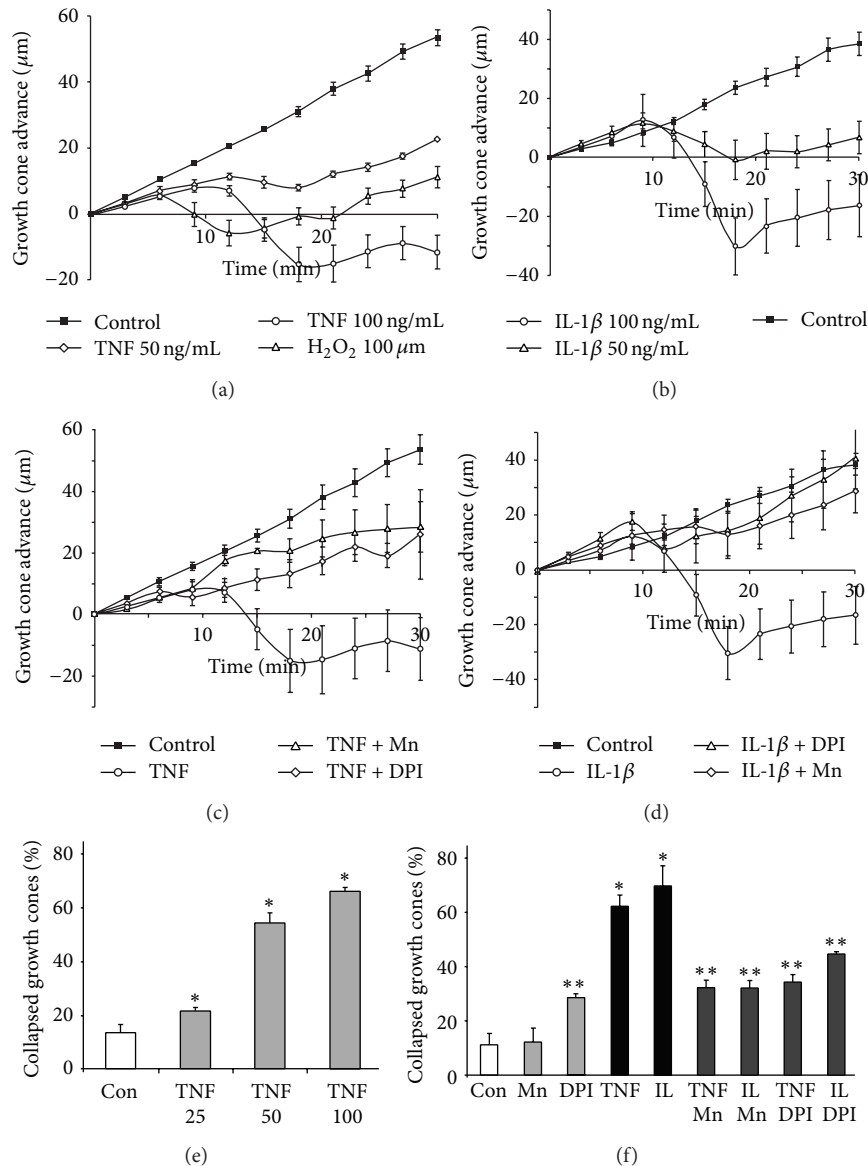 60
40
20
0
−20
Growth cone advance (μm)
10
20
Time (min)
Control
TNF 50 ng/mL
TNF 100 ng/mL
H₂O₂ 100 μm
(a)
40
20
0
−20
−40
Growth cone advance (μm)
10
20
30
Time (min)
IL-1β 100 ng/mL
IL-1β 50 ng/mL
Control
(b)
60
40
20
0
−20
Growth cone advance (μm)
10
20
30
Time (min)
Control
TNF
TNF + Mn
TNF + DPI
(c)
40
20
0
−20
−40
Growth cone advance (μm)
10
20
30
Time (min)
Control
IL-1β
IL-1β + DPI
IL-1β + Mn
(d)
80
60
40
20
0
Collapsed growth cones (%)
*
*
*
Con
TNF
25
TNF
50
TNF
100
(e)
80
60
40
20
0
Collapsed growth cones (%)
**
*
*
**
**
**
**
Con
Mn
DPI
TNF
IL
TNF
Mn
IL
Mn
TNF
DPI
IL
DPI
(f)